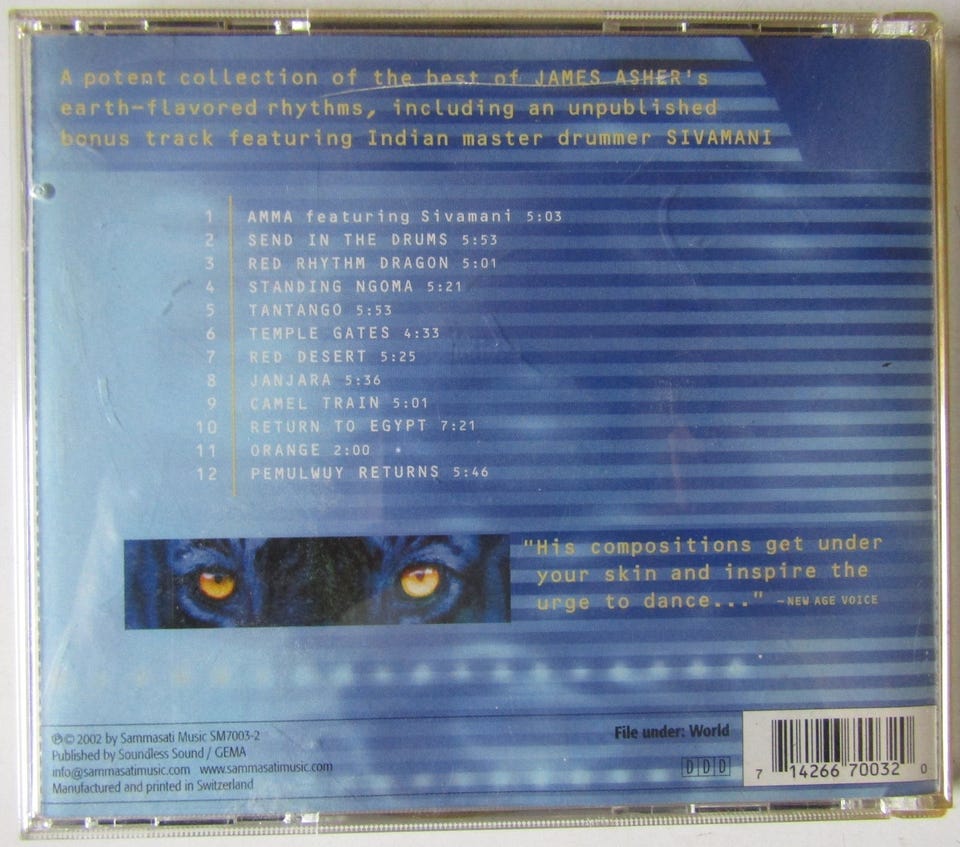 A potent collection of the best of JAMES ASHER's
earth-flavored rhythms, including an unpublished
bonus track featuring Indian master drummer SIVAMANI
1 AMMA featuring Sivamani 5:03
2 SEND IN THE DRUMS 5:53
3 RED RHYTHM DRAGON 5:01
4 STANDING NGOMA 5:21
5 TANTANGO 5:53
6 TEMPLE GATES 4:33
7 RED DESERT 5:25
8 JANJARA 5:36
9 CAMEL TRAIN 5:01
10 RETURN TO EGYPT 7:21
11 ORANGE 2:00
12 PEMULWUY RETURNS 5:46
"His compositions get under
your skin and inspire the
urge to dance..." -NEW AGE VOICE
℗© 2002 by Sammasati Music SM7003-2
Published by Soundless Sound / GEMA
info@sammasatimusic.com www.sammasatimusic.com
Manufactured and printed in Switzerland
File under: World
DDD
7 14266 70032 0